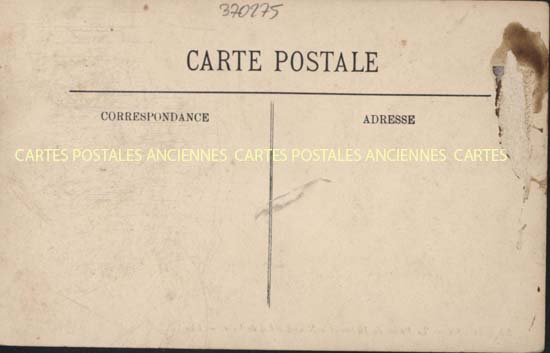 370275
CARTE POSTALE
CORRESPONDANCE
ADRESSE
CARTES POSTALES ANCIENNES CARTES POSTALES ANCIENNES CARTES